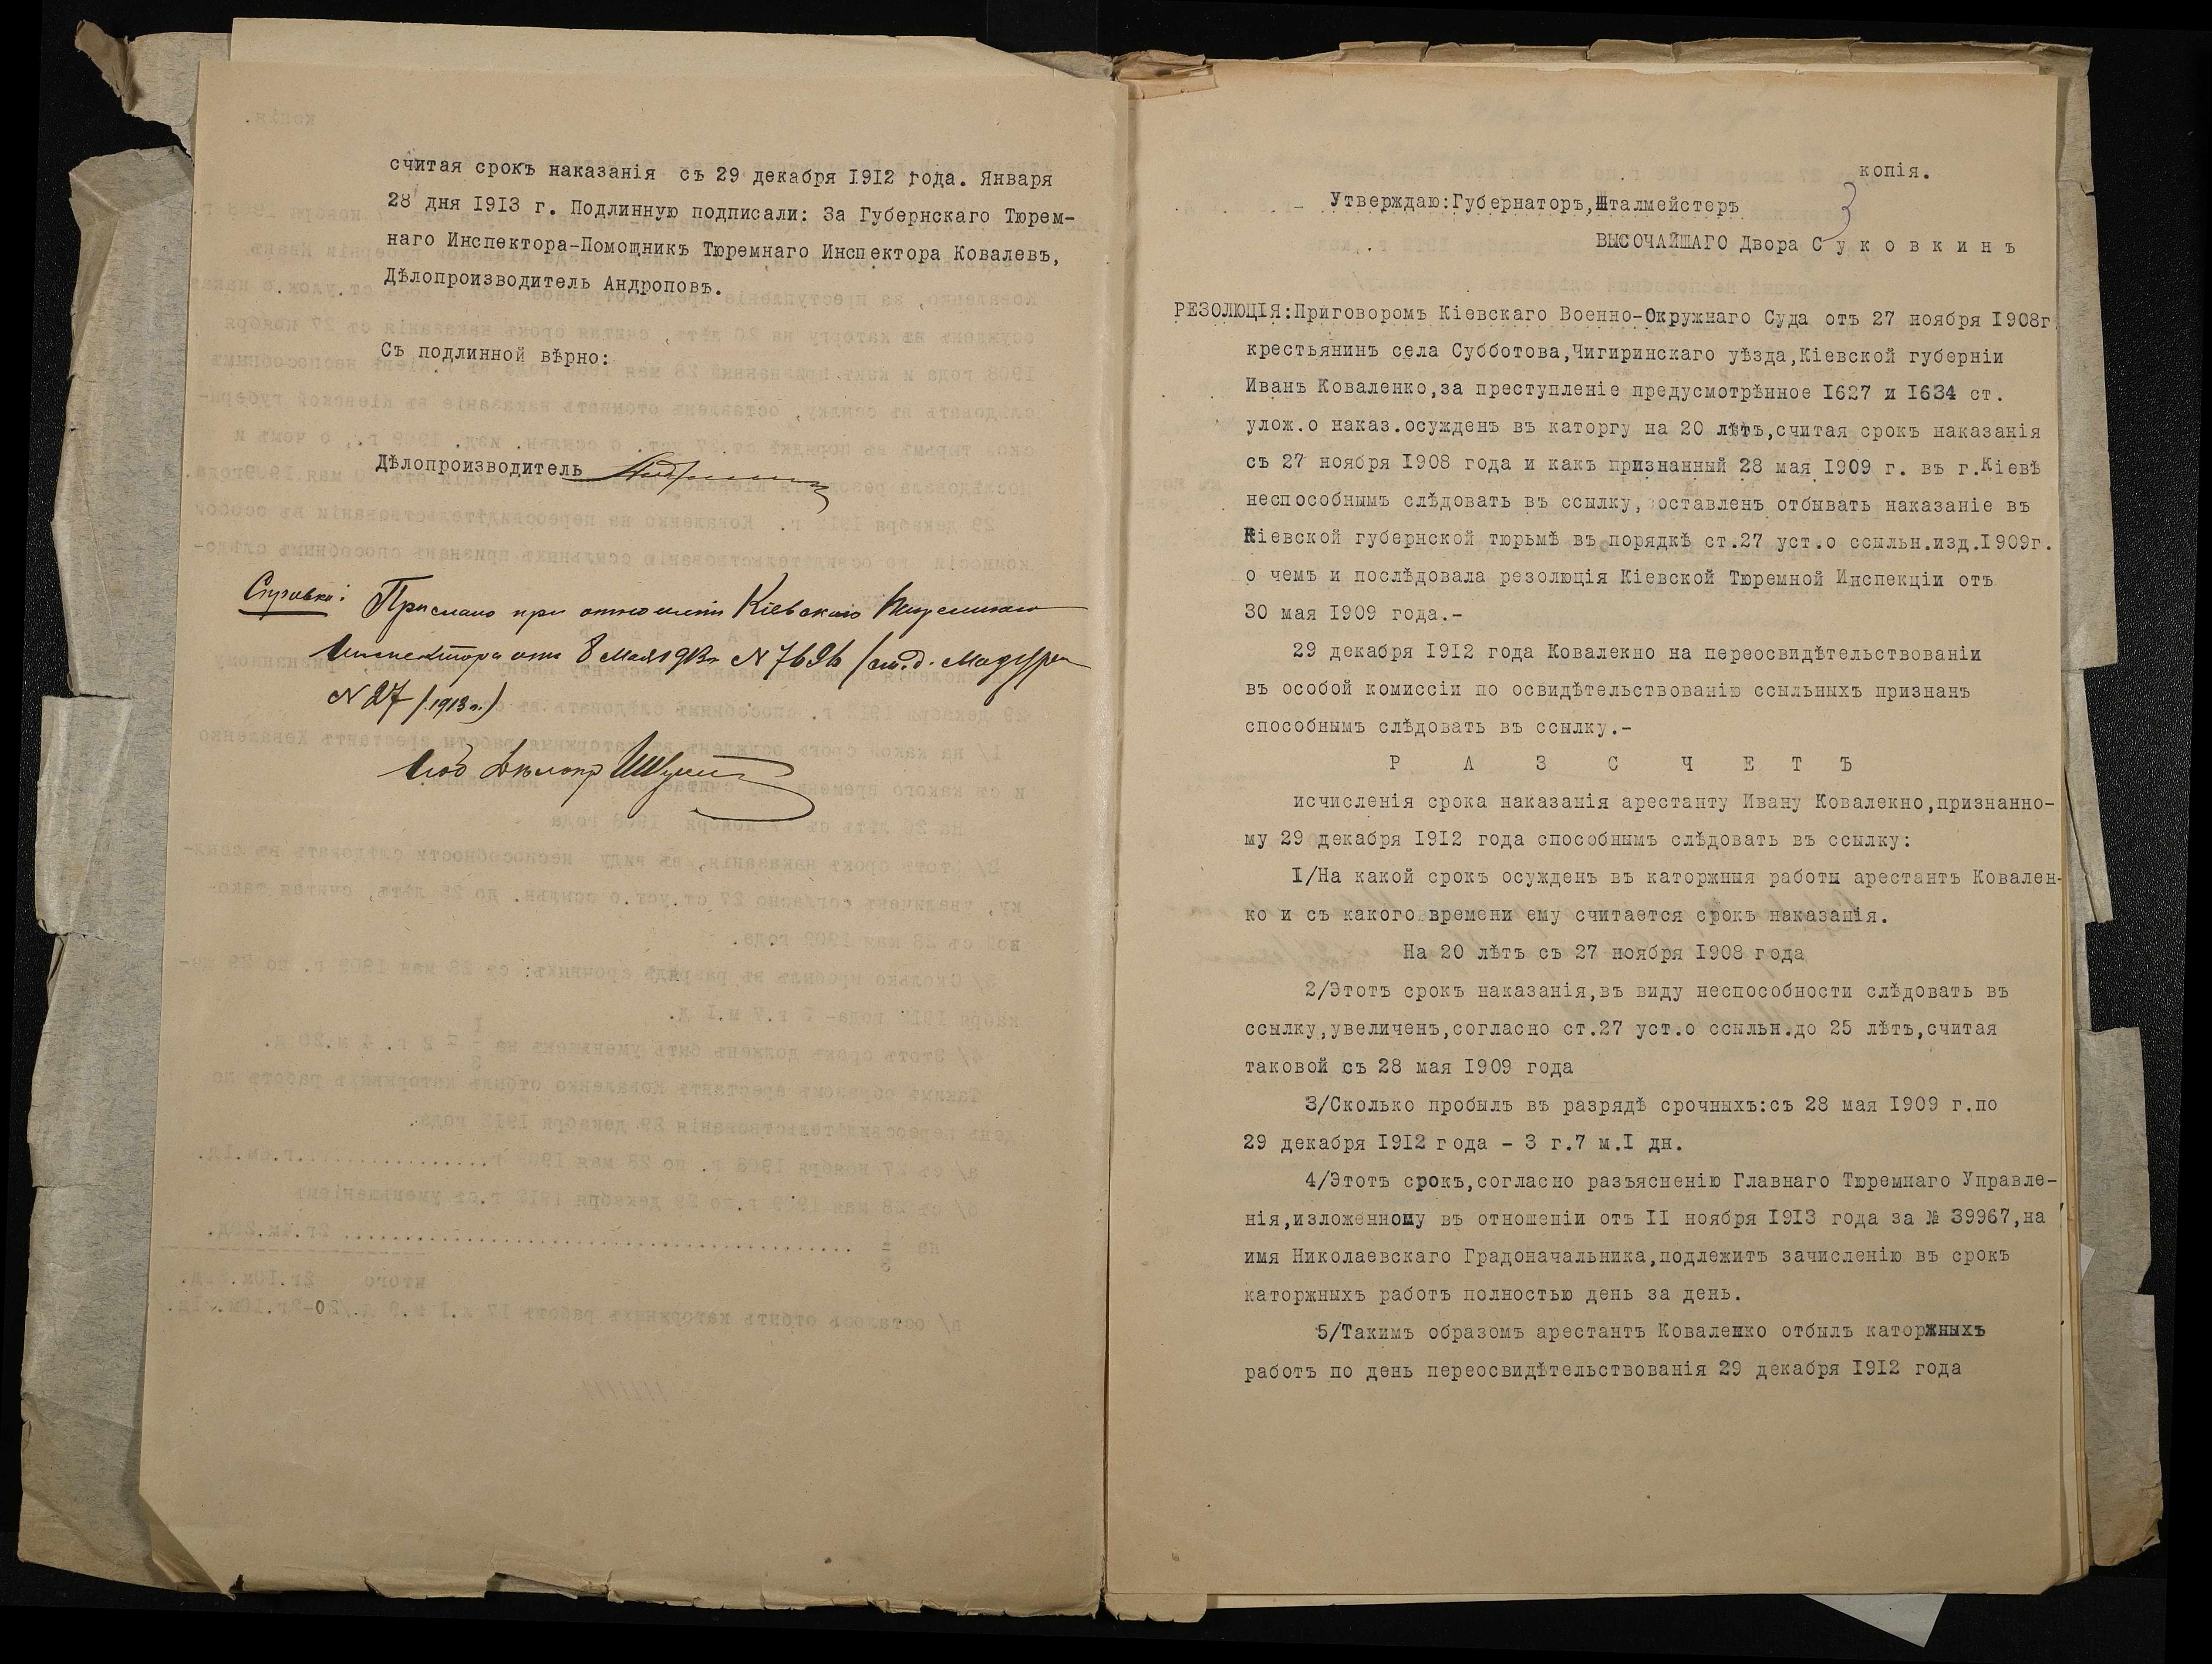 считая срокъ наказанія съ 29 декабря 1912 года. Января
28 дня 1913 г. Подлинную подписали: За Губернскаго Тюрем-
наго Инспектора-Помощникъ Тюремнаго Инспектора Ковалевъ,
Дѣлопроизводитель Андроповъ.
Съ подлинной вѣрно:
Дѣлопроизводитель
Справка: Прислано при отношеніи Кіевскаго Тюремнаго
Инспектора отъ 8 Мая 1913г N 7696
N 27 (1913 г.)
копія.
3
Утверждаю:Губернаторъ,Шталмейстеръ
ВЫСОЧАЙШАГО Двора С у к о в к и н ъ
РЕЗОЛЮЦІЯ:Приговоромъ Кіевскаго Военно-Окружнаго Суда отъ 27 ноября 1908г
крестьянинъ села Субботова,Чигиринскаго уѣзда,Кіевской губерніи
Иванъ Коваленко,за преступленіе предусмотрѣнное 1627 и 1634 ст.
улож.о наказ.осужденъ въ каторгу на 20 лѣтъ,считая срокъ наказанія
съ 27 ноября 1908 года и какъ признанный 28 мая 1909 г. въ г.Кіевѣ
неспособнымъ слѣдовать въ ссылку, оставленъ отбывать наказаніе въ
Кіевской губернской тюрьмѣ въ порядкѣ ст.27 уст.о ссыльн.изд.1909г.
о чемъ и послѣдовала резолюція Кіевской Тюремной Инспекціи отъ
30 мая 1909 года.-
29 декабря 1912 года Ковалекно на переосвидѣтельствованіи
въ особой комиссіи по освидѣтельствованію ссыльныхъ признанъ
способнымъ слѣдовать въ ссылку.-
Р А З С Ч Е Т Ъ
исчисленія срока наказанія арестанту Ивану Ковалекно,признанно-
му 29 декабря 1912 года способнымъ слѣдовать въ ссылку:
1/На какой срокъ осужденъ въ каторжныя работы арестантъ Ковален-
ко и съ какого времени ему считается срокъ наказанія.
На 20 лѣтъ съ 27 ноября 1908 года
2/Этотъ срокъ наказанія,въ виду неспособности слѣдовать въ
ссылку,увеличенъ,согласно ст.27 уст.о ссыльн.до 25 лѣтъ,считая
таковой съ 28 мая 1909 года
3/Сколько пробылъ въ разрядѣ срочныхъ:съ 28 мая 1909 г.по
29 декабря 1912 года - 3 г.7 м.1 дн.
4/Этотъ срокъ,согласно разъясненію Главнаго Тюремнаго Управле-
нія,изложенному въ отношеніи отъ 11 ноября 1913 года за № 39967,на
имя Николаевскаго Градоначальника,подлежитъ зачисленію въ срокъ
каторжныхъ работъ полностью день за день.
5/Такимъ образомъ арестантъ Коваленко отбылъ каторжныхъ
работъ по день переосвидѣтельствованія 29 декабря 1912 года